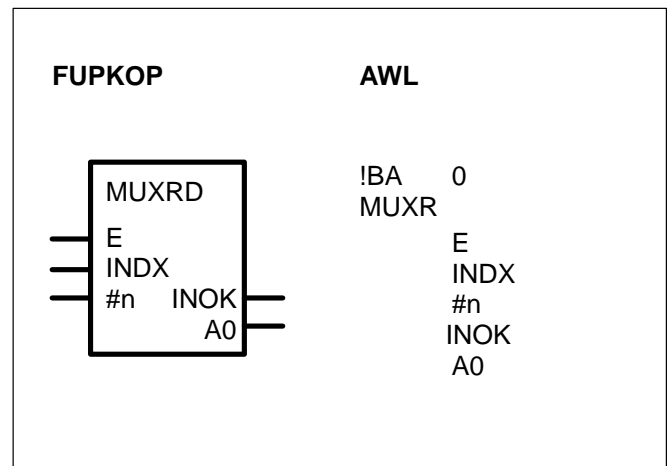 FUPKOP
MUXRD
E
INDX
#n INOK
A0
AWL
!BA 0
MUXR
E
INDX
#n
INOK
A0